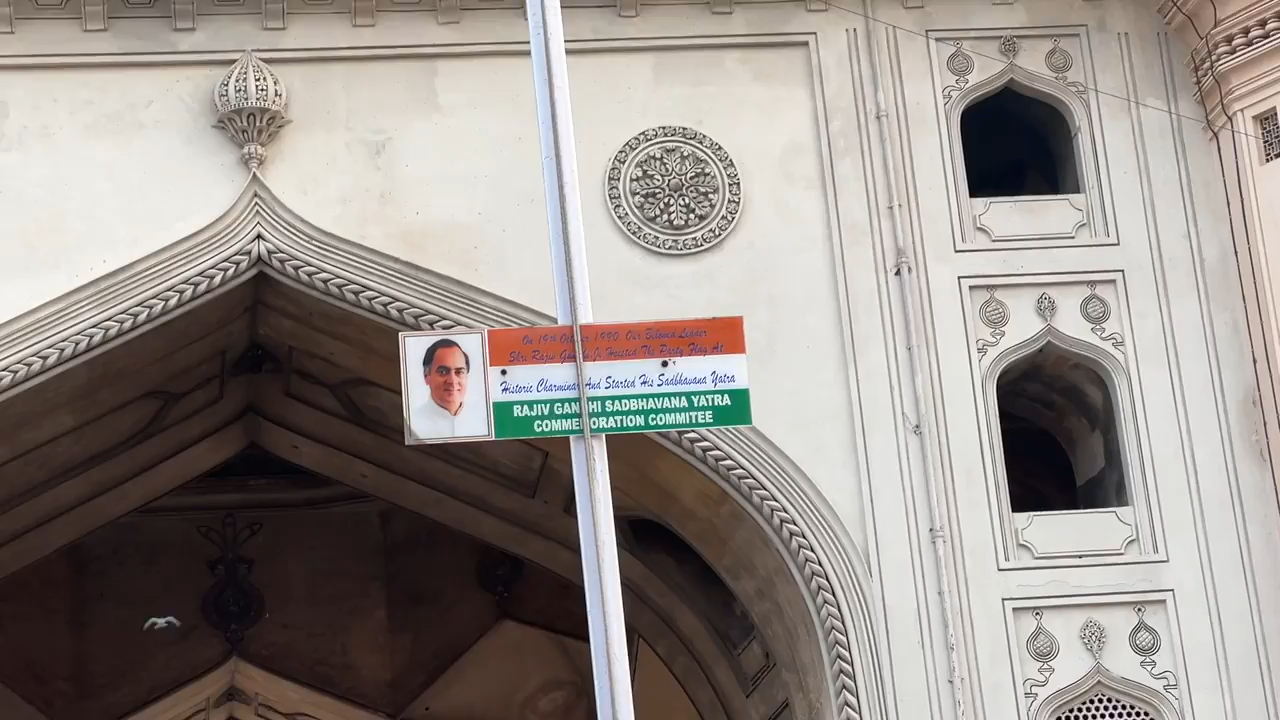 On 19th October 1990 Our Beloved Leader
Shri Rajiv Gandhi Ji Hoisted The Party Flag At
Historic Charminar And Started His Sadbhavana Yatra
RAJIV GANDHI SADBHAVANA YATRA
COMMEMORATION COMMITEE